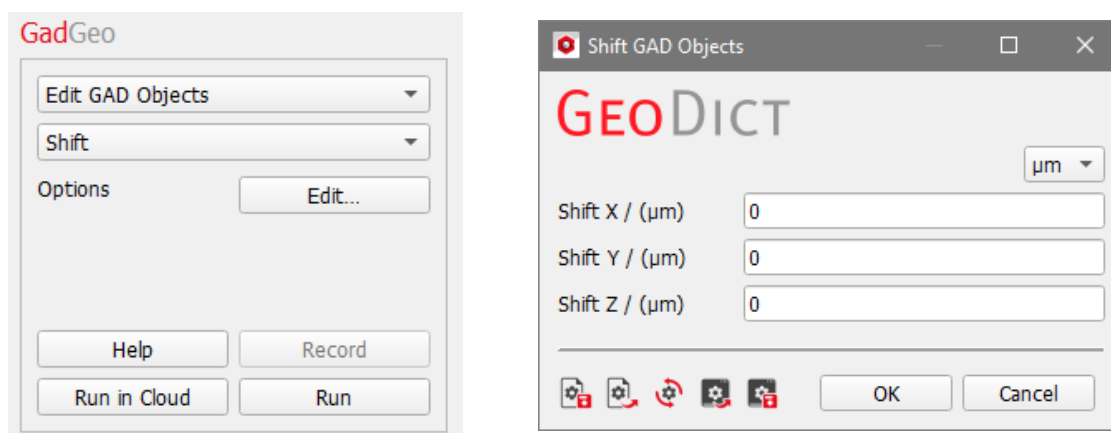 GadGeo
Edit GAD Objects
Shift
Options
Edit...
Help
Record
Run in Cloud
Run
Shift GAD Objects
GEODICT
µm
Shift X / (µm)
0
Shift Y / (µm)
0
Shift Z / (µm)
0
OK
Cancel